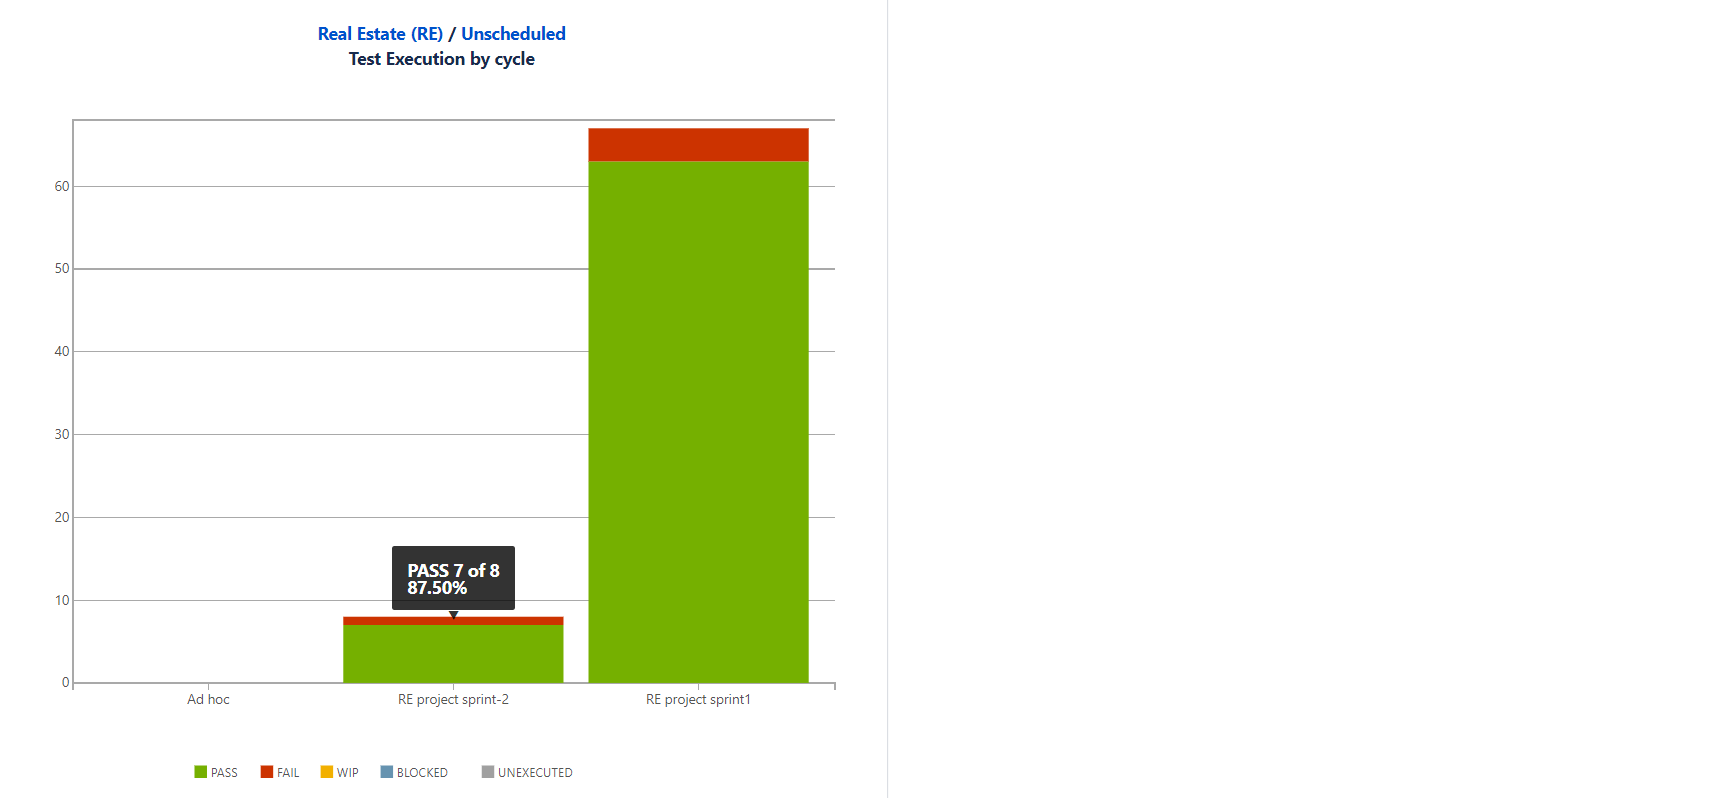 Real Estate (RE) / Unscheduled
Test Execution by cycle
60
50
40
30
20
10
0
PASS 7 of 8
87.50%
Ad hoc
RE project sprint-2
RE project sprint1
PASS
FAIL
WIP
BLOCKED
UNEXECUTED